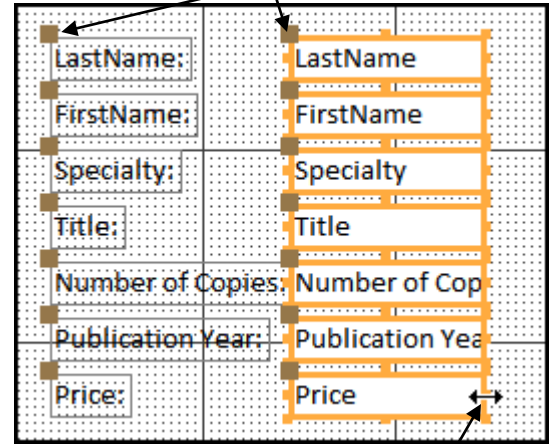 LastName: LastName
FirstName: FirstName
Specialty: Specialty
Title: Title
Number of Copies: Number of Cop
Publication Year: Publication Yea
Price: Price